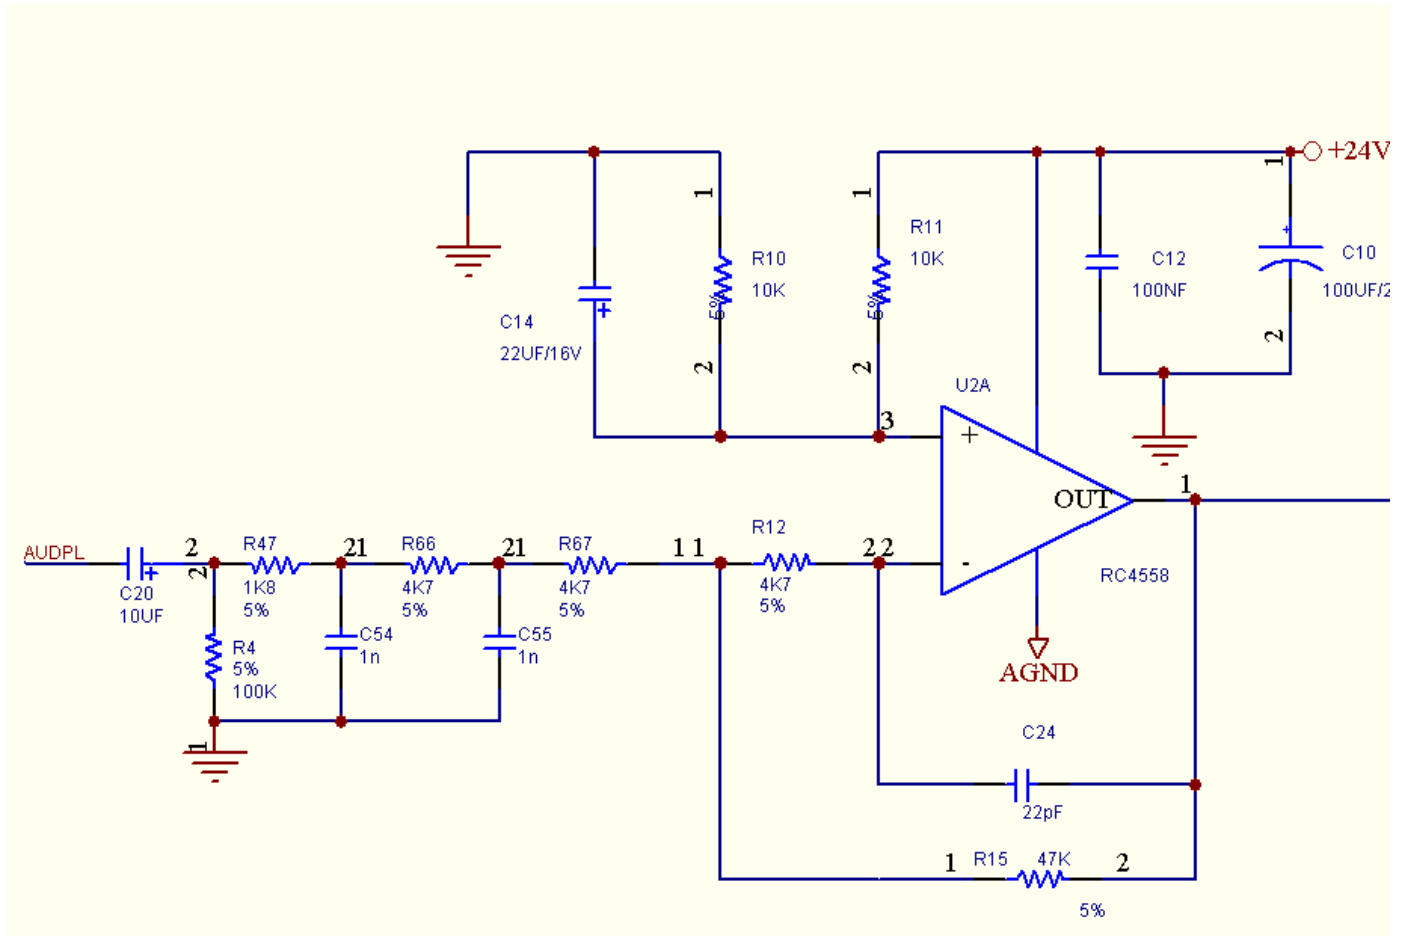 1
1
1
+24V
R11
R10
10K
C12
C10
10K
100NF
100UF/2
5%
5%
C14
22UF/16V
+
+
2
2
2
U2A
3
+
OUT
1
AUDPL
2
R47
21
R66
21
R67
1 1
R12
22
-
2
+
C20
10UF
1K8
5%
4K7
5%
4K7
5%
4K7
5%
RC4558
R4
5%
100K
C54
1n
C55
1n
AGND
1
C24
22pF
1
R15
47K
2
5%